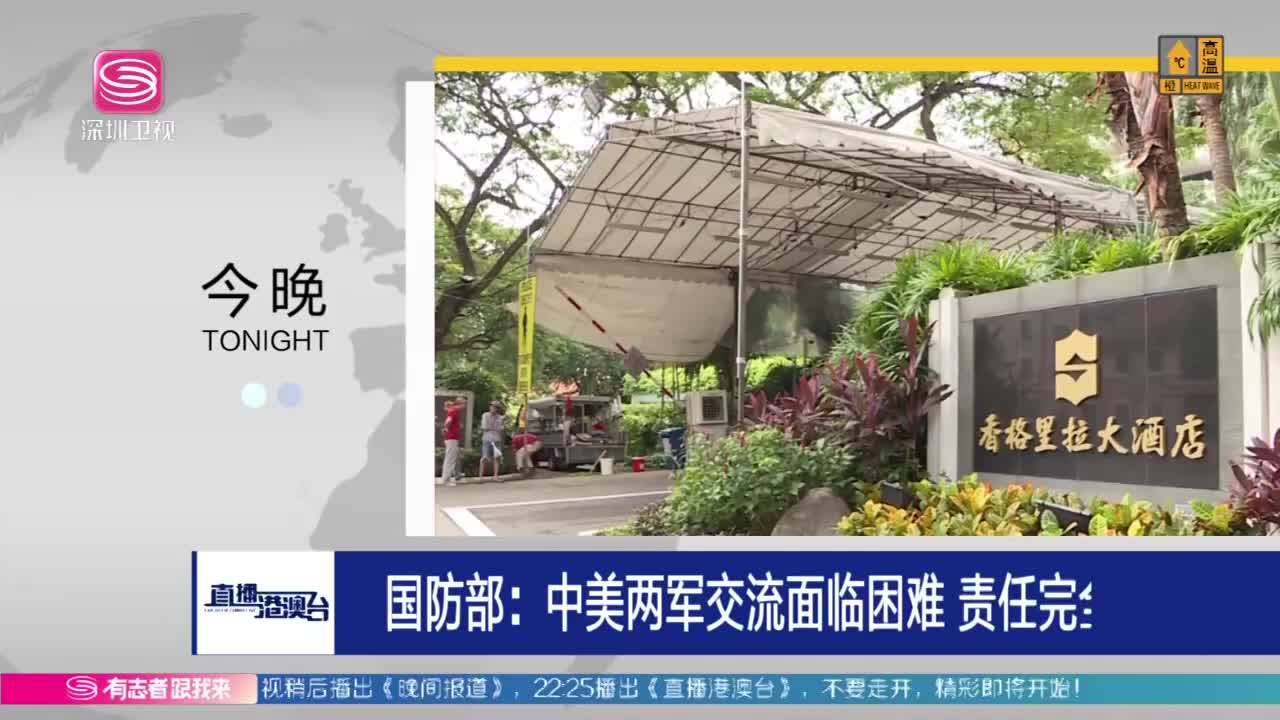 深圳卫视
高温
℃
橙
HEAT WAVE
今晚
TONIGHT
香格里拉大酒店
直播港澳台
国防部：中美两军交流面临困难 责任完
有志者跟我来
视稍后播出《晚间报道》，22:25播出《直播港澳台》，不要走开，精彩即将开始！